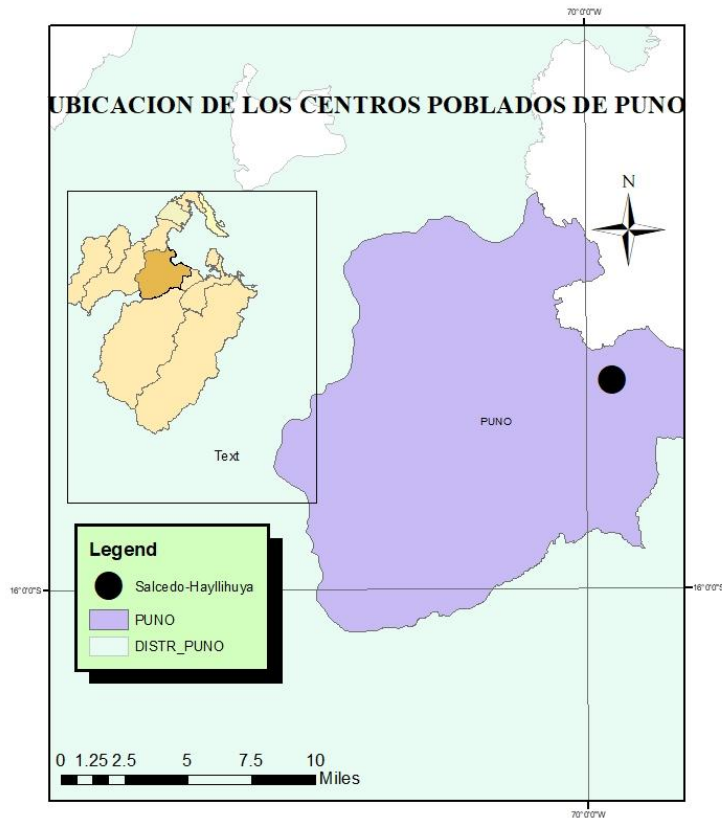 70°0'0"W
UBICACION DE LOS CENTROS POBLADOS DE PUNO
N
PUNO
Text
Legend
Salcedo-Hayllihuya
PUNO
DISTR_PUNO
16°0'0"S
16°0'0"S
0 1.25 2.5 5 7.5 10
Miles
70°0'0"W